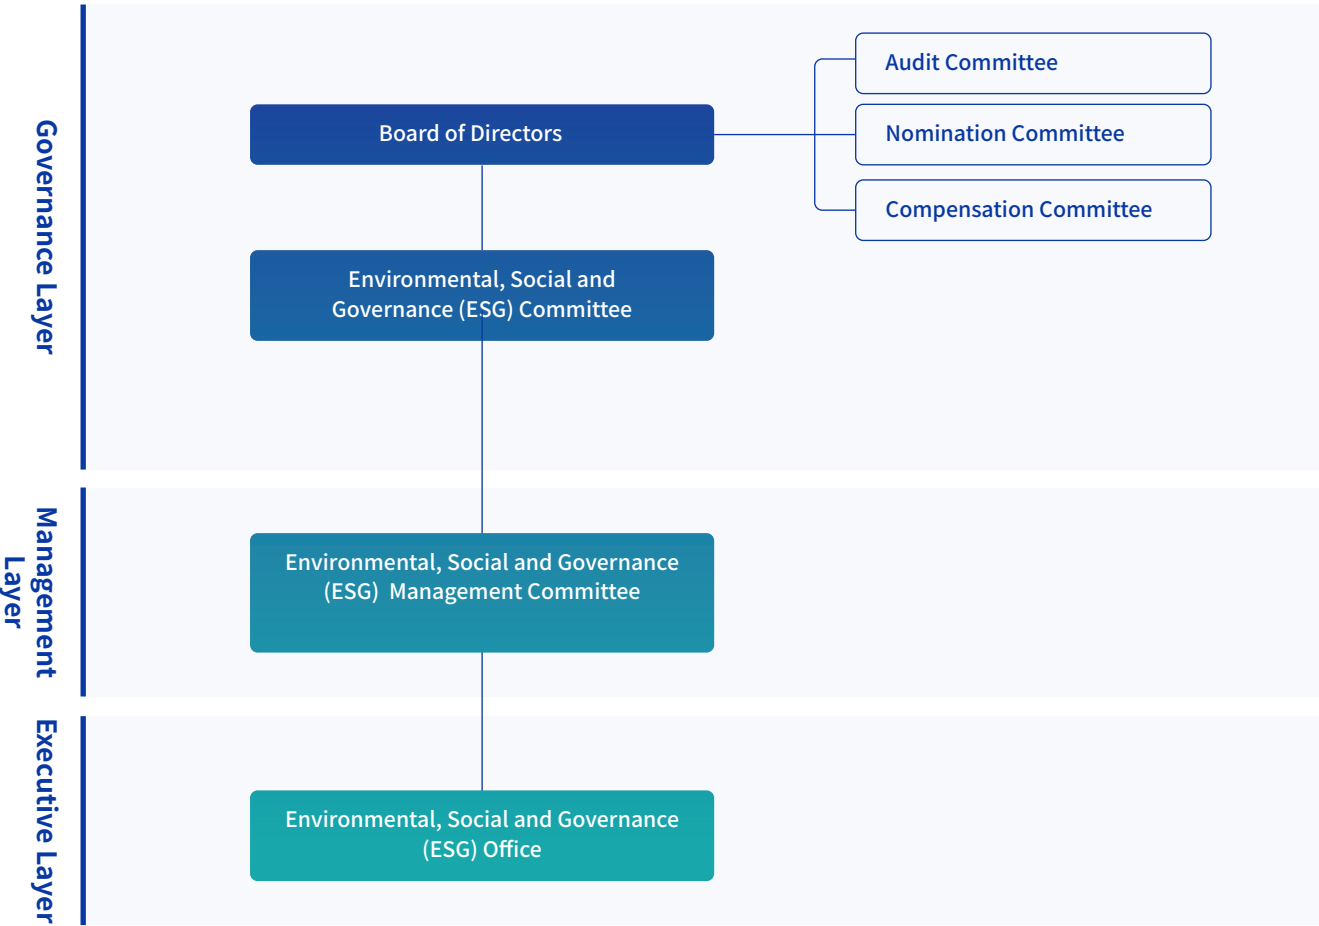 Governance Layer
Board of Directors
Audit Committee
Nomination Committee
Compensation Committee
Environmental, Social and
Governance (ESG) Committee
Management
Layer
Environmental, Social and Governance
(ESG)  Management Committee
Executive Layer
Environmental, Social and Governance
(ESG) Office